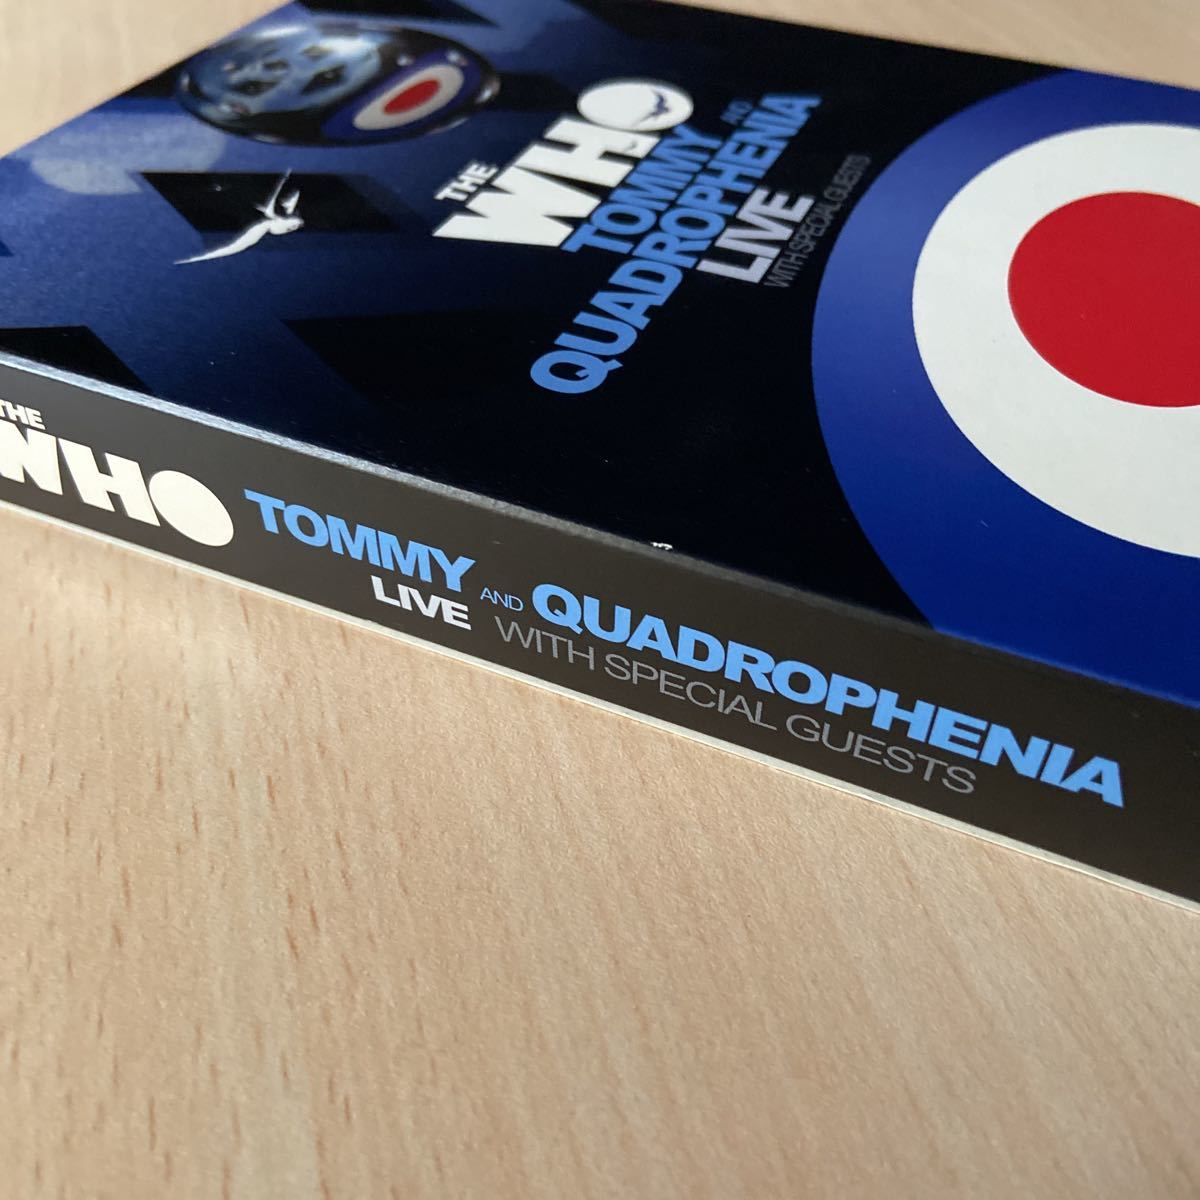 THE
WHO
TOMMY AND
QUADROPHENIA
LIVE
WITH SPECIAL GUESTS
THE
WHO
TOMMY AND QUADROPHENIA
LIVE WITH SPECIAL GUESTS